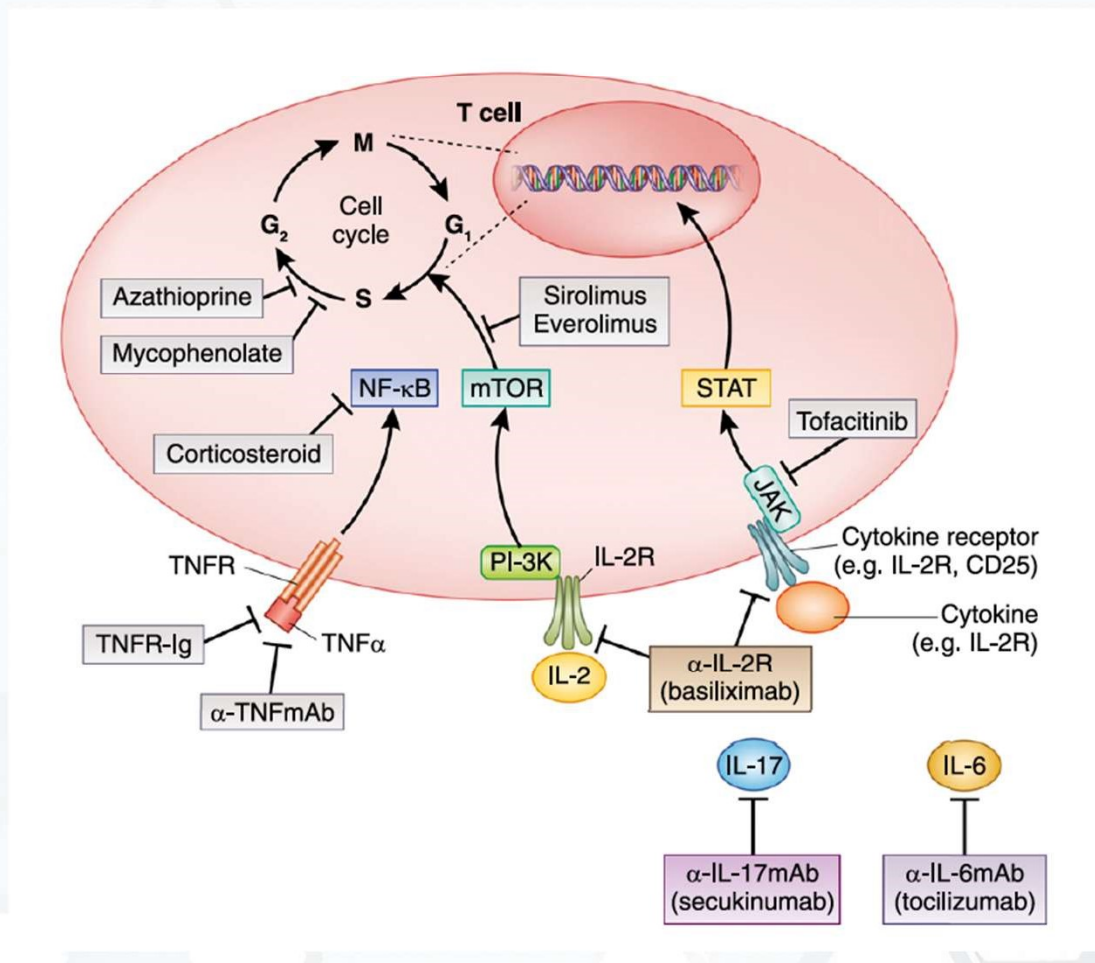 T cell
M
Cell
cycle
G₂
G₁
S
Azathioprine
Mycophenolate
Sirolimus
Everolimus
NF-κB
mTOR
STAT
Corticosteroid
Tofacitinib
JAK
TNFR
PI-3K
IL-2R
Cytokine receptor
(e.g. IL-2R, CD25)
TNFR-Ig
TNFα
IL-2
α-IL-2R
(basiliximab)
Cytokine
(e.g. IL-2R)
α-TNFmAb
IL-17
IL-6
α-IL-17mAb
(secukinumab)
α-IL-6mAb
(tocilizumab)